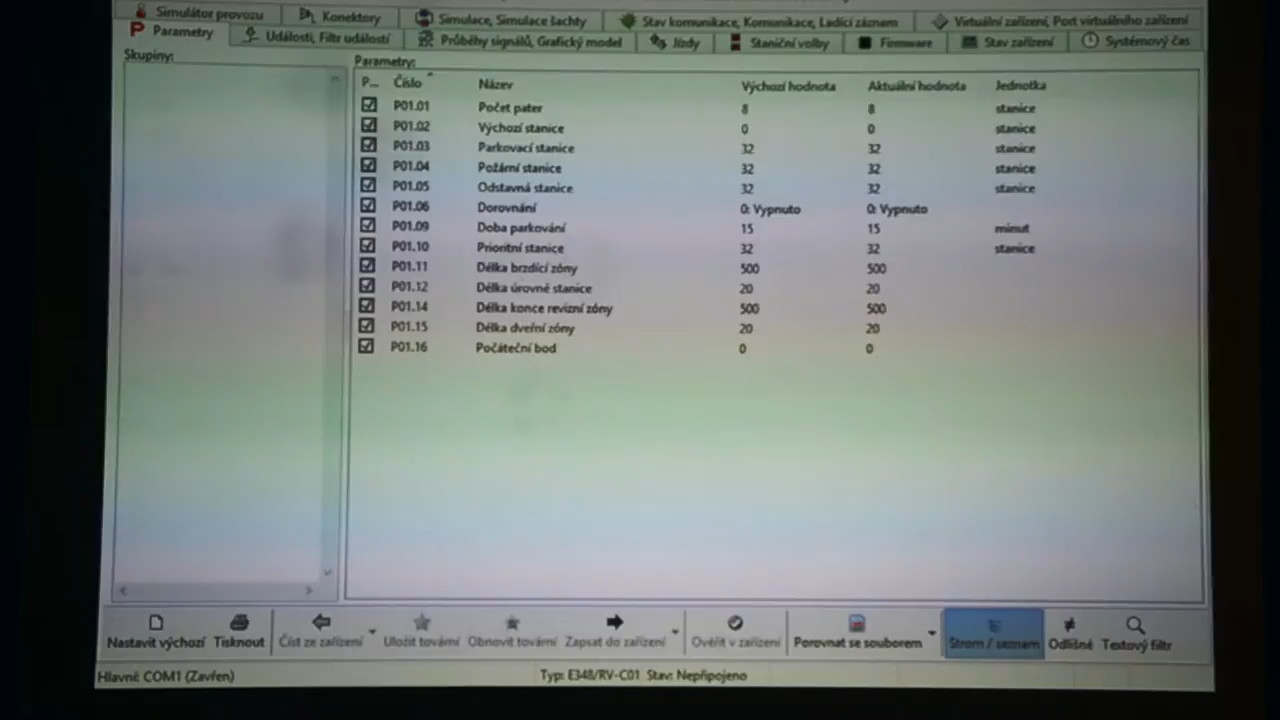 Simulátor provozu Konektory Simulace, Simulace šachty Stav komunikace, Komunikace, Ladící záznam Virtuální zařízení, Port virtuálního zařízení
Parametry Události, Filtr událostí Průběhy signálů, Grafický model Jízdy Staniční volby Firmware Stav zařízení Systémový čas
Skupiny: Parametry:
P... Číslo Název Výchozí hodnota Aktuální hodnota Jednotka
P01.01 Počet pater 8 8 stanice
P01.02 Výchozí stanice 0 0 stanice
P01.03 Parkovací stanice 32 32 stanice
P01.04 Požární stanice 32 32 stanice
P01.05 Odstavná stanice 32 32 stanice
P01.06 Dorovnání 0: Vypnuto 0: Vypnuto
P01.09 Doba parkování 15 15 minut
P01.10 Prioritní stanice 32 32 stanice
P01.11 Délka brzdící zóny 500 500
P01.12 Délka úrovně stanice 20 20
P01.14 Délka konce revizní zóny 500 500
P01.15 Délka dveřní zóny 20 20
P01.16 Počáteční bod 0 0
Nastavit výchozí Tisknout Číst ze zařízení Uložit tovární Obnovit tovární Zapsat do zařízení Ověřit v zařízení Porovnat se souborem Strom / seznam Odlišné Textový filtr
Hlavní: COM1 (Zavřen) Typ: E348/RV-C01 Stav: Nepřipojeno